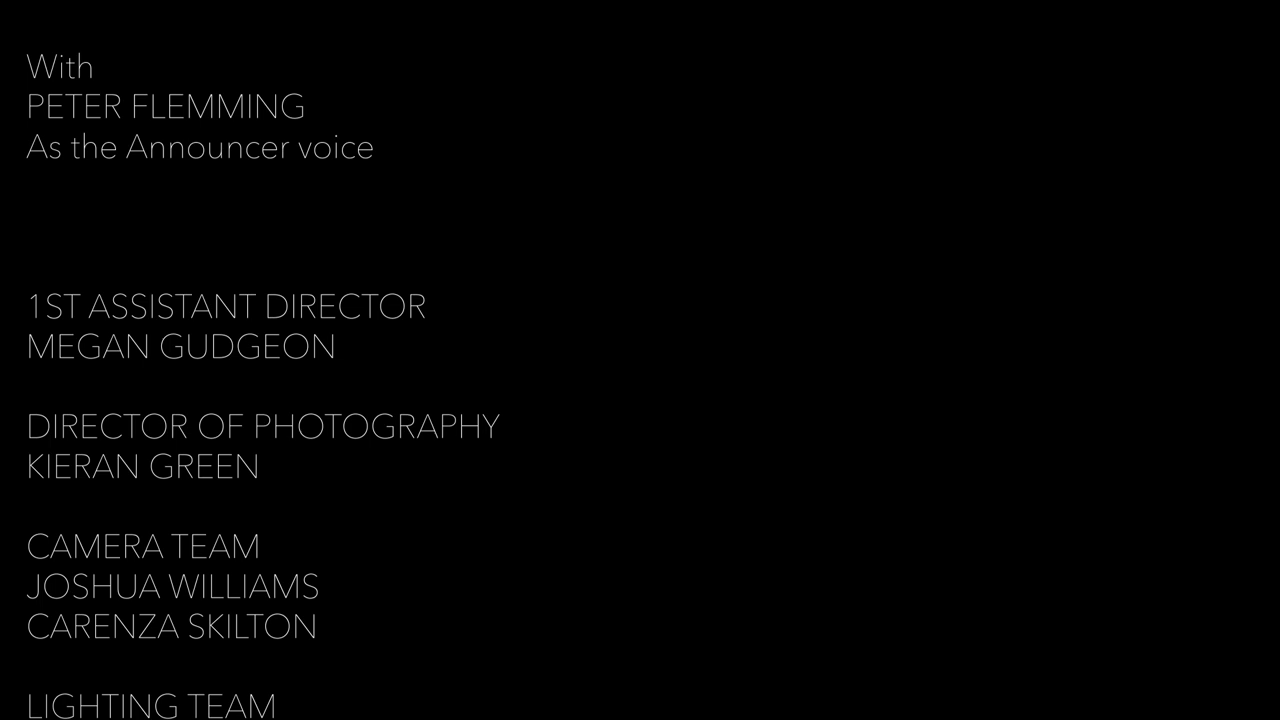 With
PETER FLEMMING
As the Announcer voice
1ST ASSISTANT DIRECTOR
MEGAN GUDGEON
DIRECTOR OF PHOTOGRAPHY
KIERAN GREEN
CAMERA TEAM
JOSHUA WILLIAMS
CARENZA SKILTON
LIGHTING TEAM